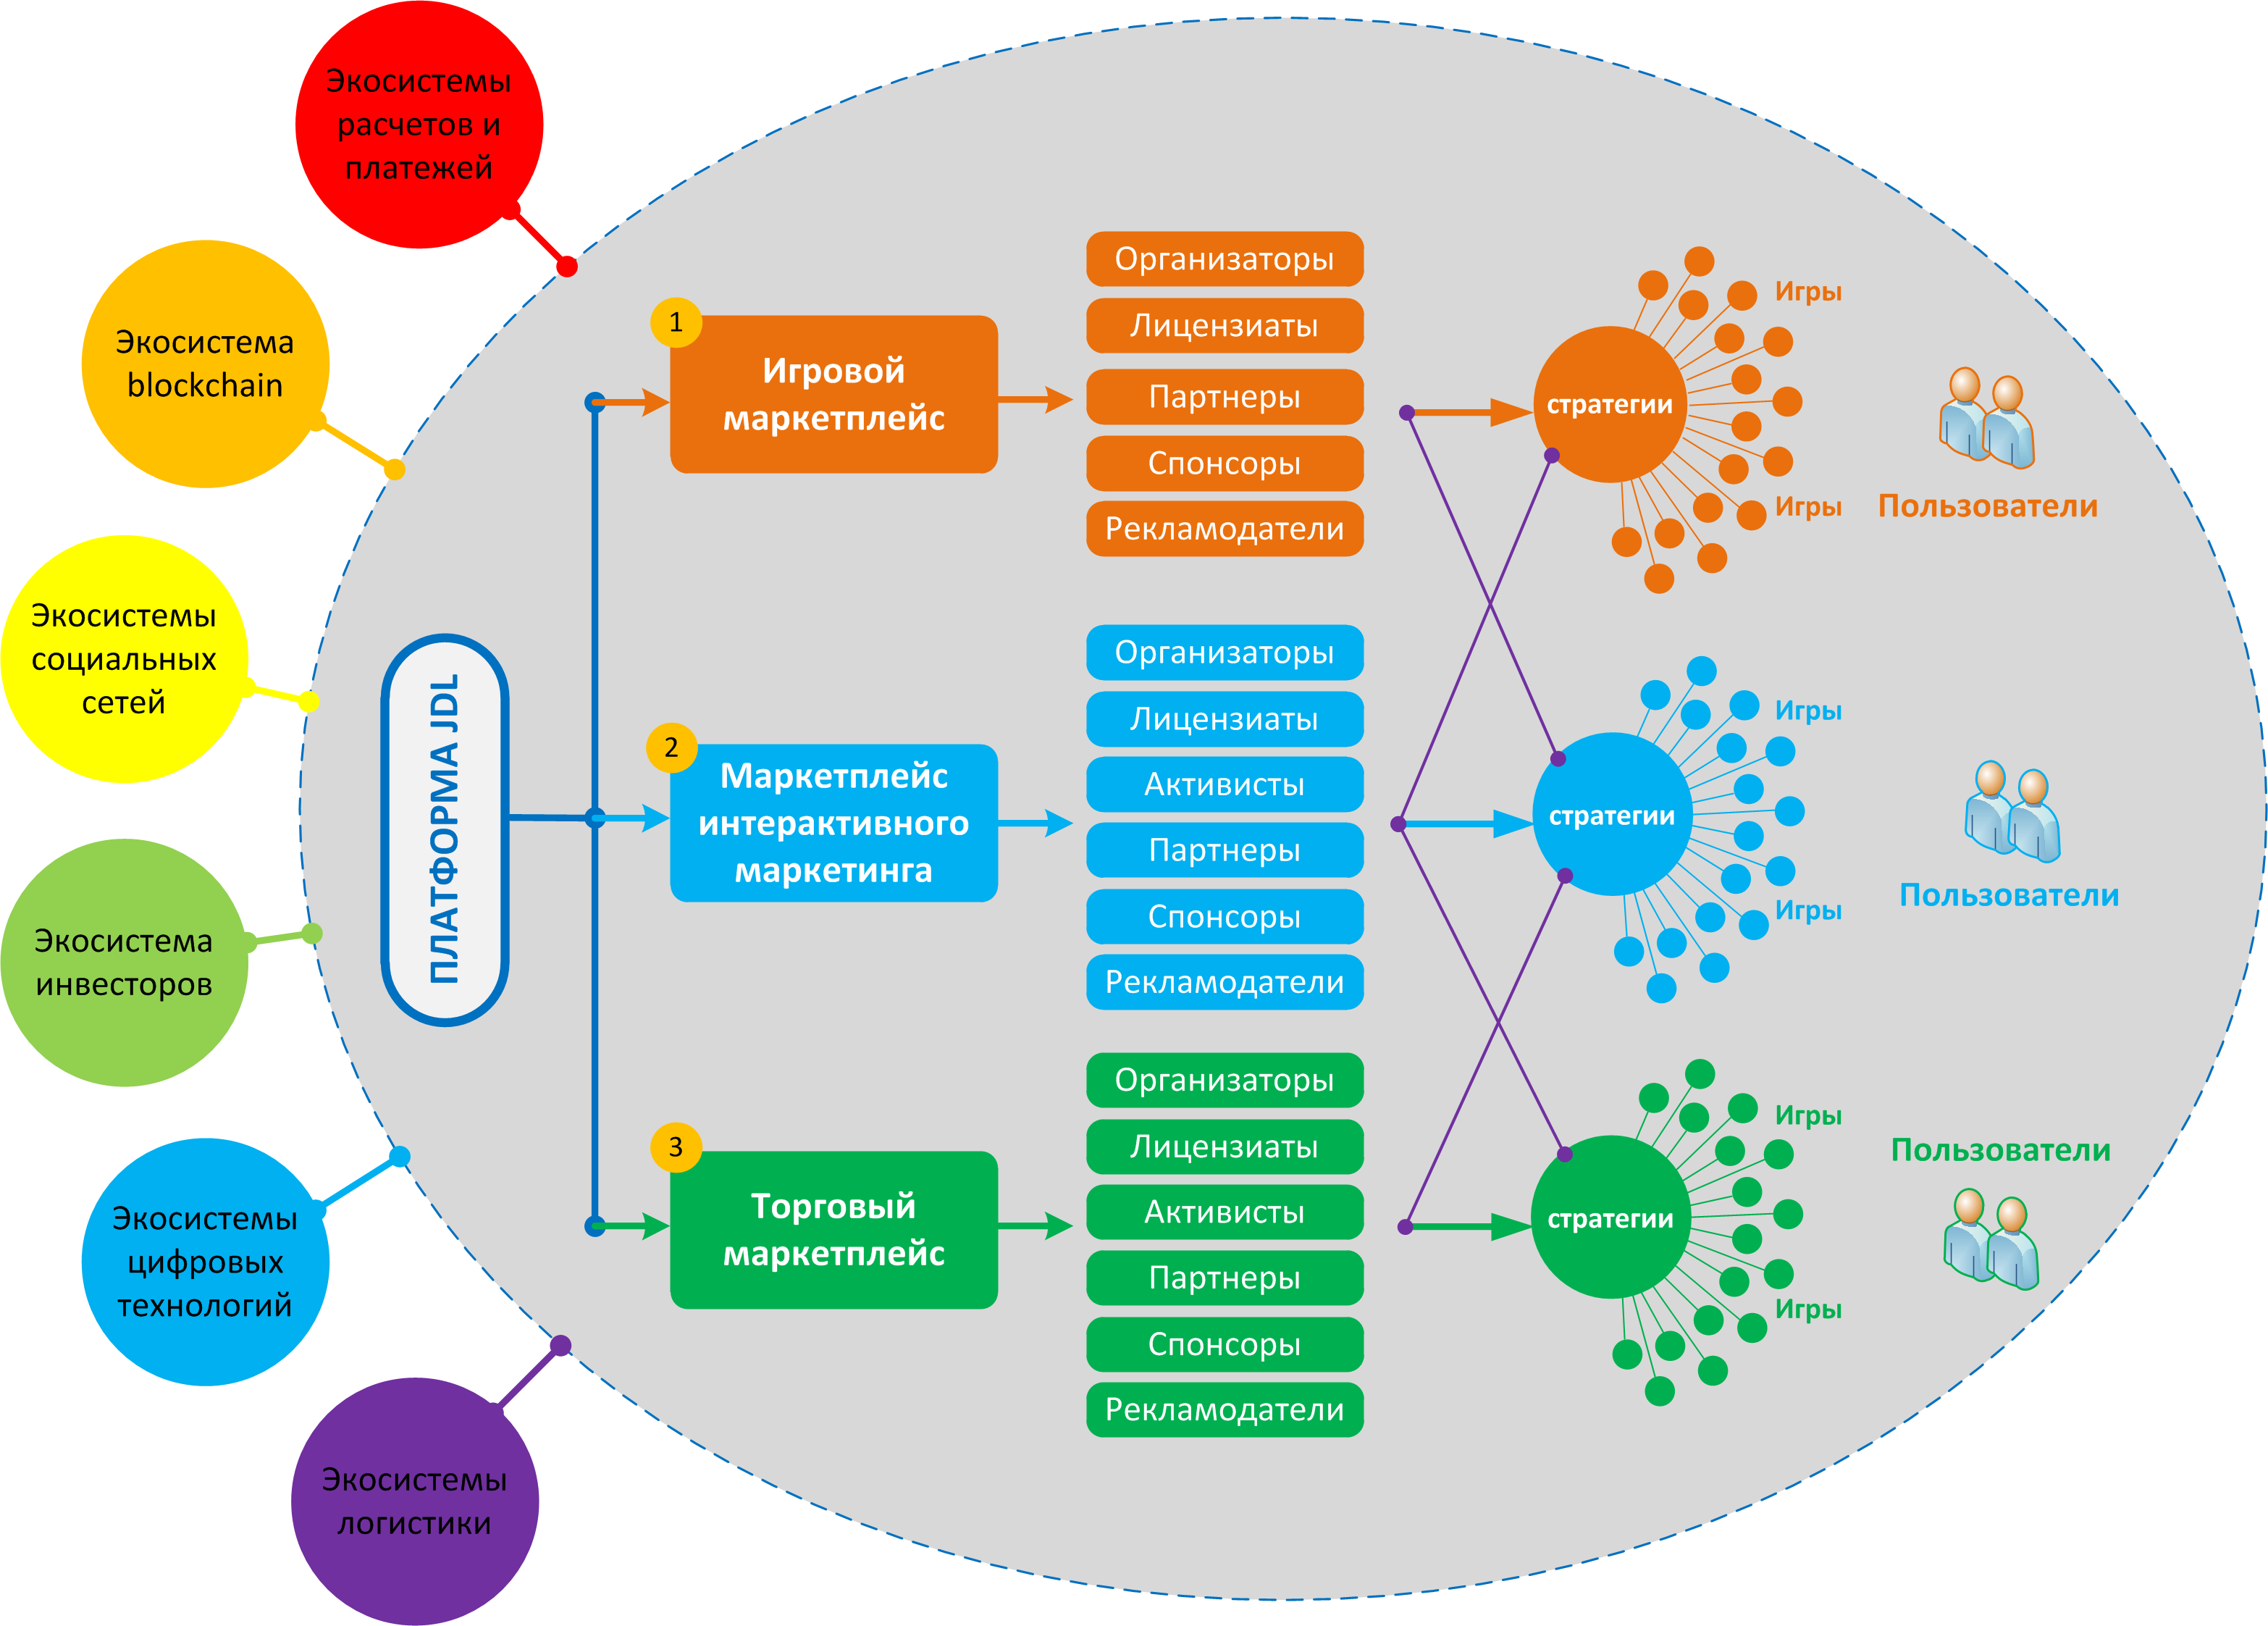 Экосистемы
расчетов и
платежей
Экосистема
blockchain
Экосистемы
социальных
сетей
Экосистема
инвесторов
Экосистемы
цифровых
технологий
Экосистемы
логистики
ПЛАТФОРМА JDL
1
Игровой
маркетплейс
Организаторы
Лицензиаты
Партнеры
Спонсоры
Рекламодатели
стратегии
Игры
Игры
Пользователи
2
Маркетплейс
интерактивного
маркетинга
Организаторы
Лицензиаты
Активисты
Партнеры
Спонсоры
Рекламодатели
стратегии
Игры
Игры
Пользователи
3
Торговый
маркетплейс
Организаторы
Лицензиаты
Активисты
Партнеры
Спонсоры
Рекламодатели
стратегии
Игры
Игры
Пользователи